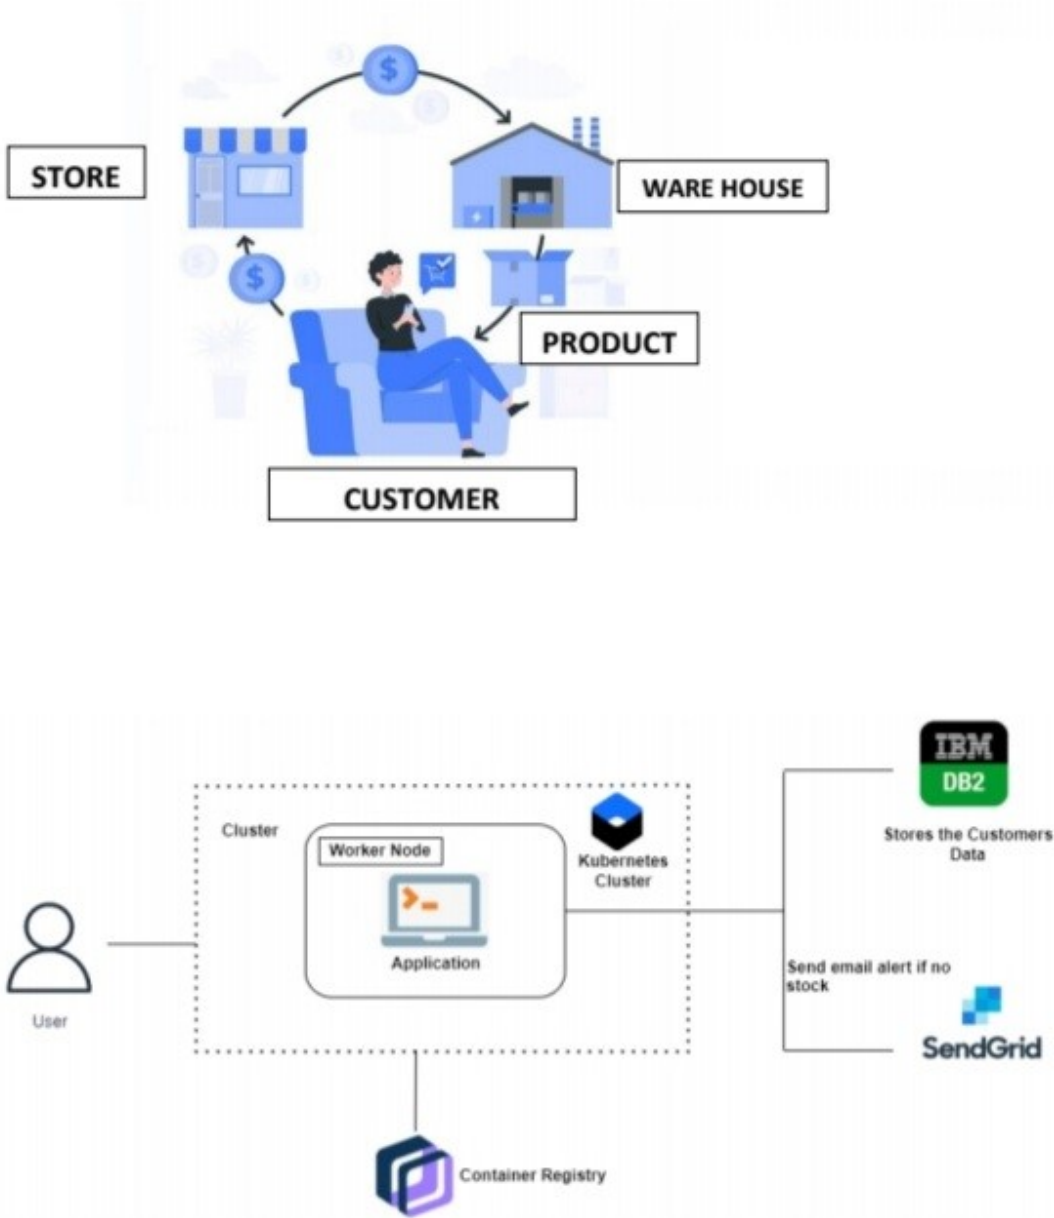 $
STORE
WARE HOUSE
$
PRODUCT
CUSTOMER
IBM
DB2
Stores the Customers
Data
Cluster
Worker Node
Kubernetes
Cluster
Application
User
Send email alert if no
stock
SendGrid
Container Registry